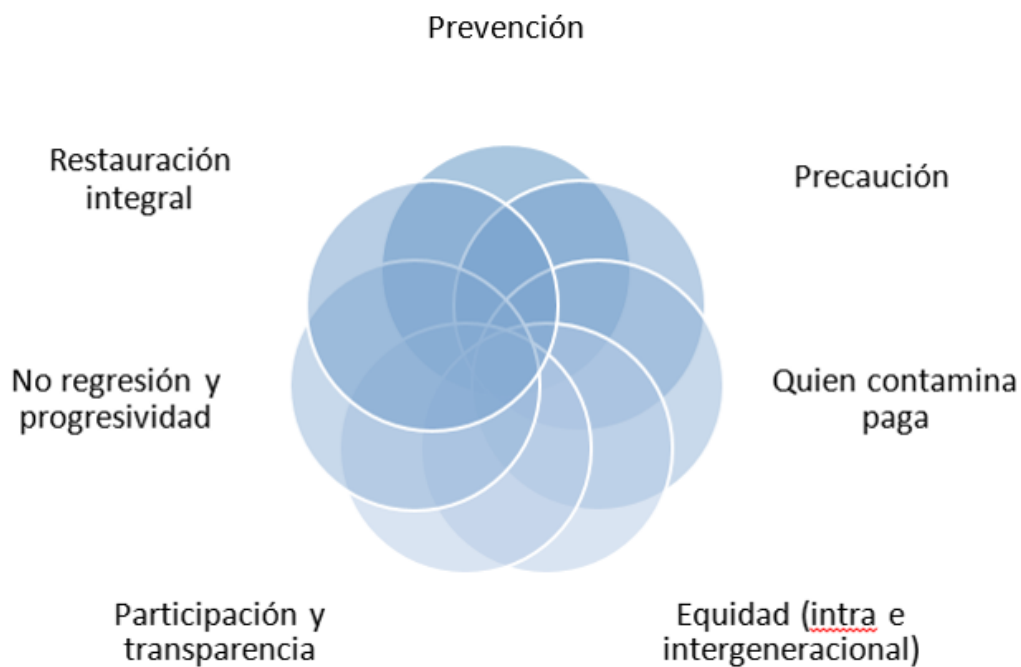 Prevención
Restauración
integral
Precaución
No regresión y
progresividad
Quien contamina
paga
Participación y
transparencia
Equidad (intra e
intergeneracional)